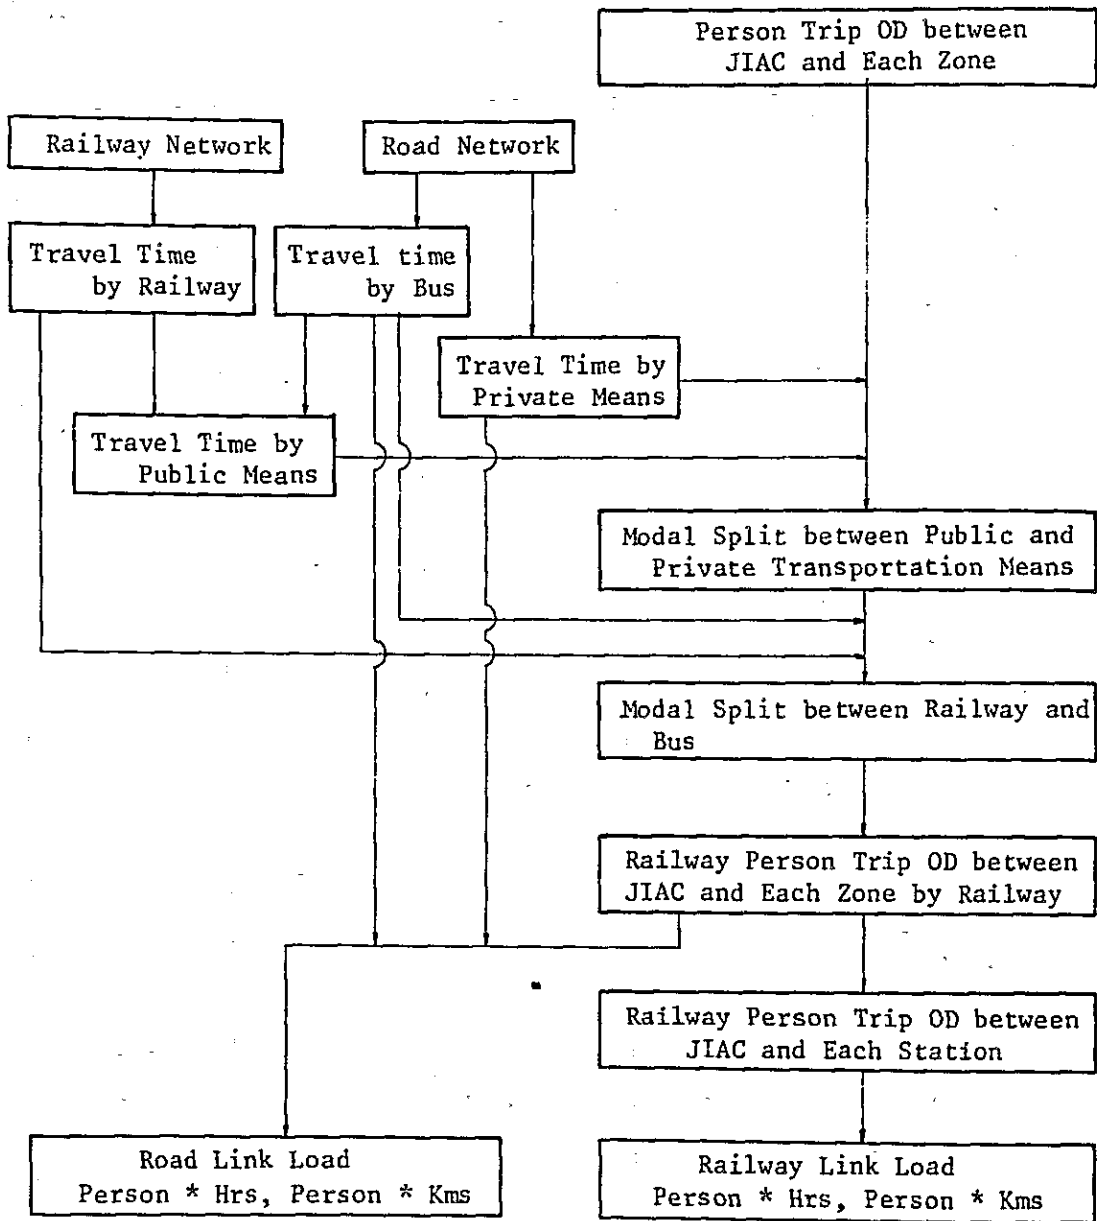 Person Trip OD between
JIAC and Each Zone
Railway Network
Road Network
Travel Time
by Railway
Travel time
by Bus
Travel Time by
Private Means
Travel Time by
Public Means
Modal Split between Public and
Private Transportation Means
Modal Split between Railway and
Bus
Railway Person Trip OD between
JIAC and Each Zone by Railway
Railway Person Trip OD between
JIAC and Each Station
Road Link Load
Person * Hrs, Person * Kms
Railway Link Load
Person * Hrs, Person * Kms